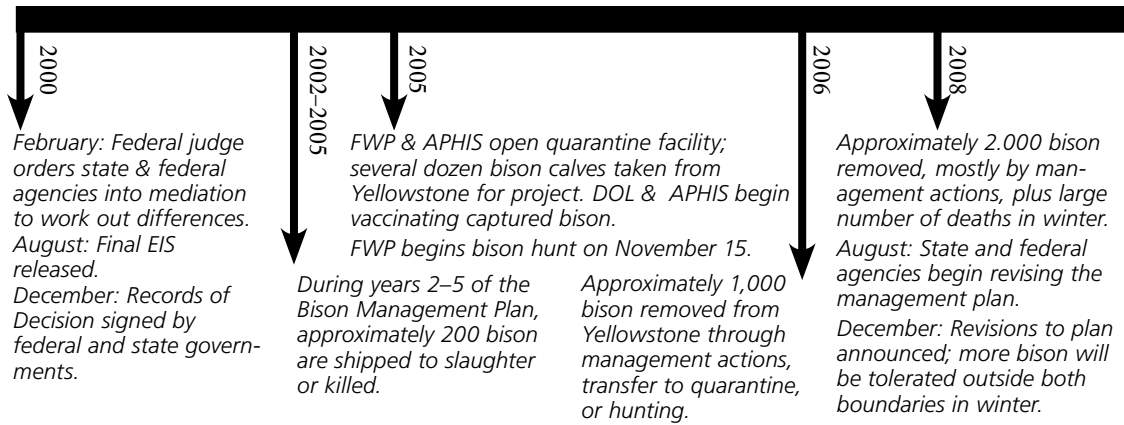 2000
February: Federal judge
orders state & federal
agencies into mediation
to work out differences.
August: Final EIS
released.
December: Records of
Decision signed by
federal and state govern-
ments.
2002–2005
During years 2–5 of the
Bison Management Plan,
approximately 200 bison
are shipped to slaughter
or killed.
2005
FWP & APHIS open quarantine facility;
several dozen bison calves taken from
Yellowstone for project. DOL & APHIS begin
vaccinating captured bison.
FWP begins bison hunt on November 15.
2006
Approximately 1,000
bison removed from
Yellowstone through
management actions,
transfer to quarantine,
or hunting.
2008
Approximately 2.000 bison
removed, mostly by man-
agement actions, plus large
number of deaths in winter.
August: State and federal
agencies begin revising the
management plan.
December: Revisions to plan
announced; more bison will
be tolerated outside both
boundaries in winter.